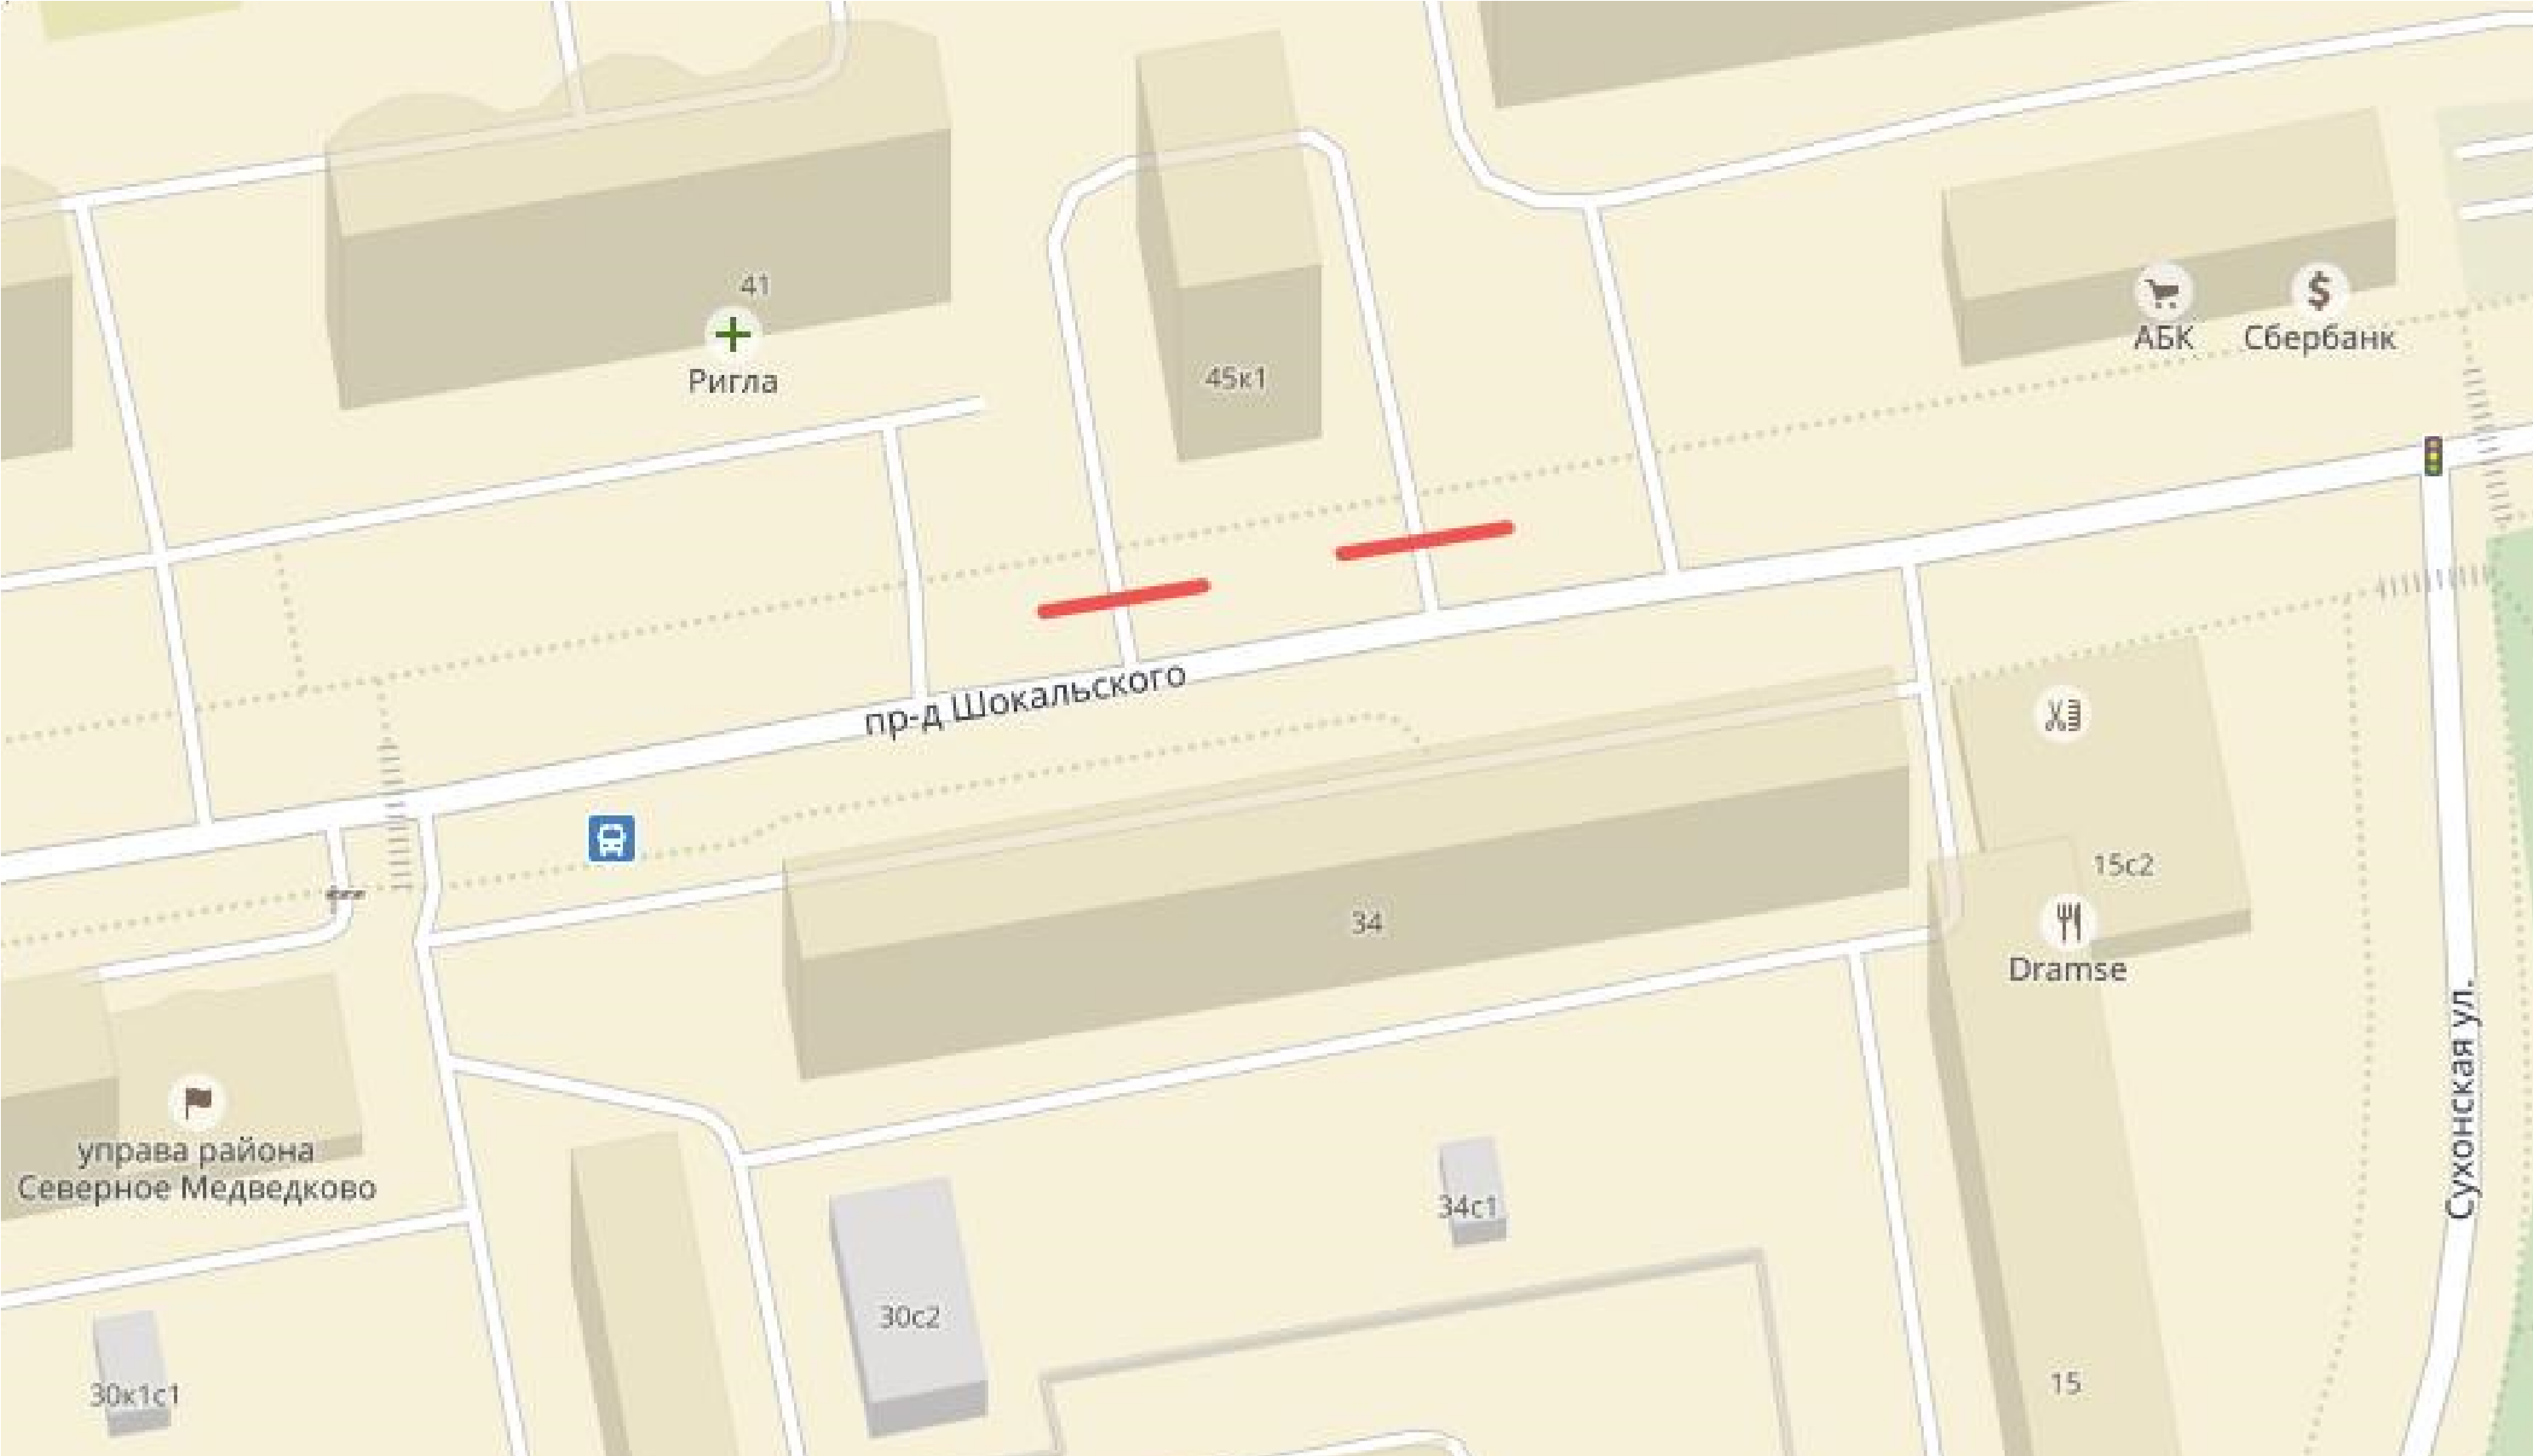 41
Ригла
45к1
АБК
Сбербанк
пр-д Шокальского
34
15с2
Dramse
управа района
Северное Медведково
34с1
Сухонская ул.
30с2
30к1с1
15